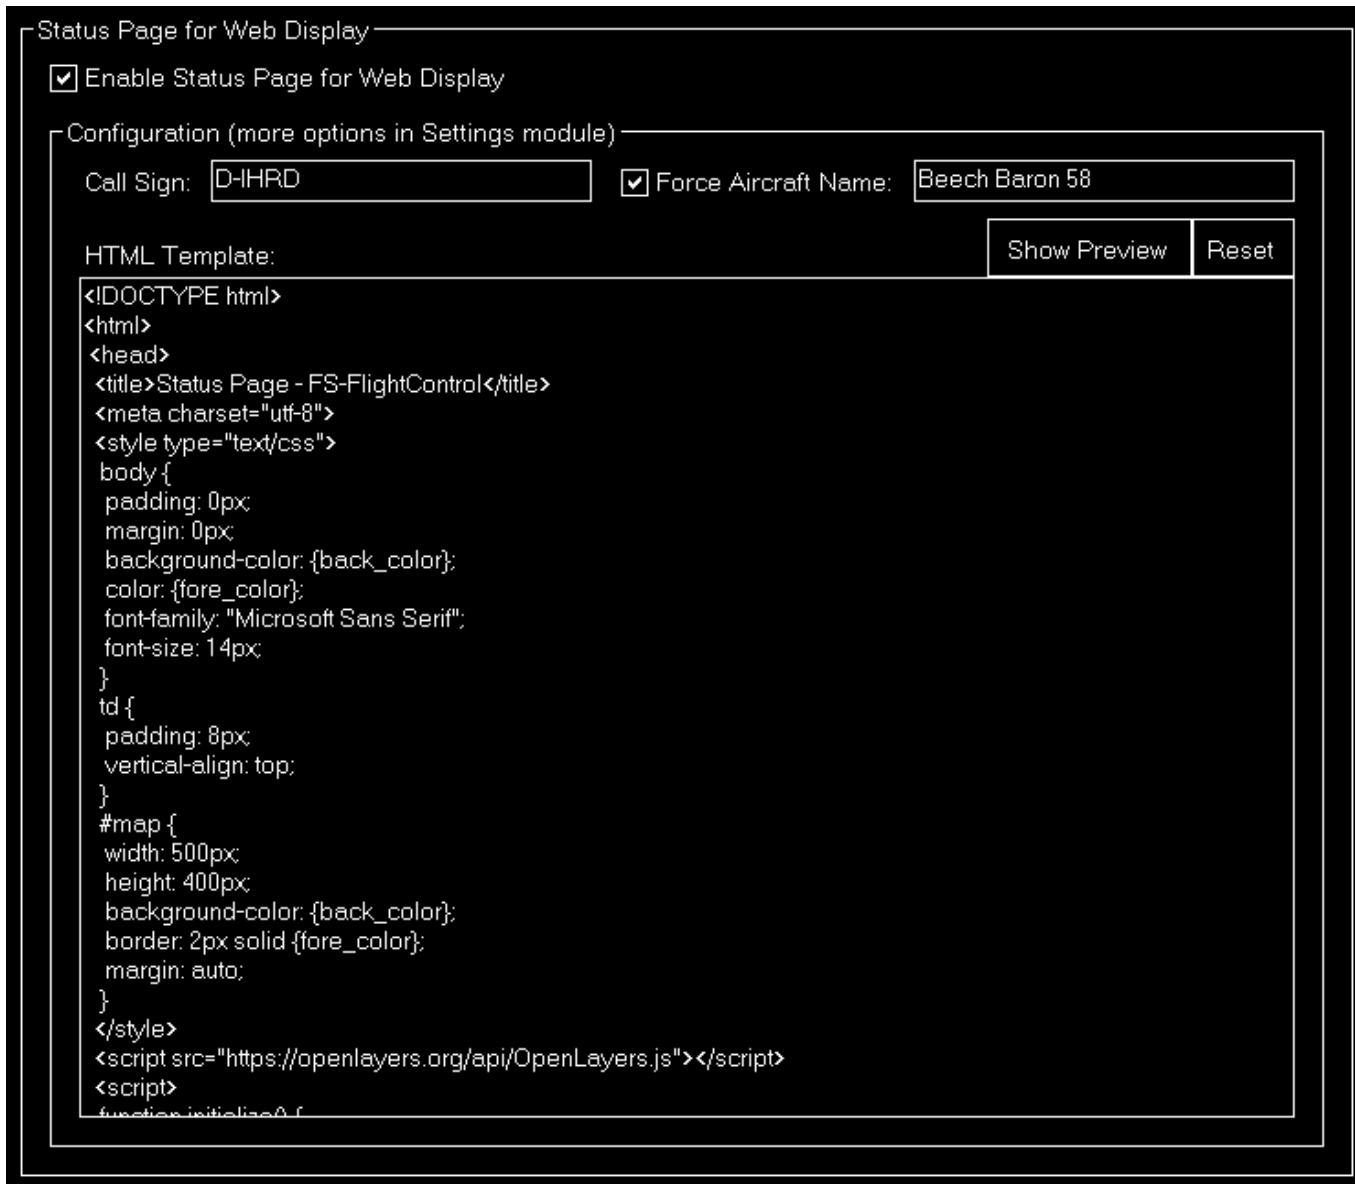 Status Page for Web Display
Enable Status Page for Web Display
Configuration (more options in Settings module)
Call Sign: D-IHRD Force Aircraft Name: Beech Baron 58
HTML Template: Show Preview Reset
<!DOCTYPE html>
<html>
<head>
<title>Status Page - FS-FlightControl</title>
<meta charset="utf-8">
<style type="text/css">
body {
padding: 0px;
margin: 0px;
background-color: {back_color};
color: {fore_color};
font-family: "Microsoft Sans Serif";
font-size: 14px;
}
td {
padding: 8px;
vertical-align: top;
}
#map {
width: 500px;
height: 400px;
background-color: {back_color};
border: 2px solid {fore_color};
margin: auto;
}
</style>
<script src="https://openlayers.org/api/OpenLayers.js"></script>
<script>
function initialize() {